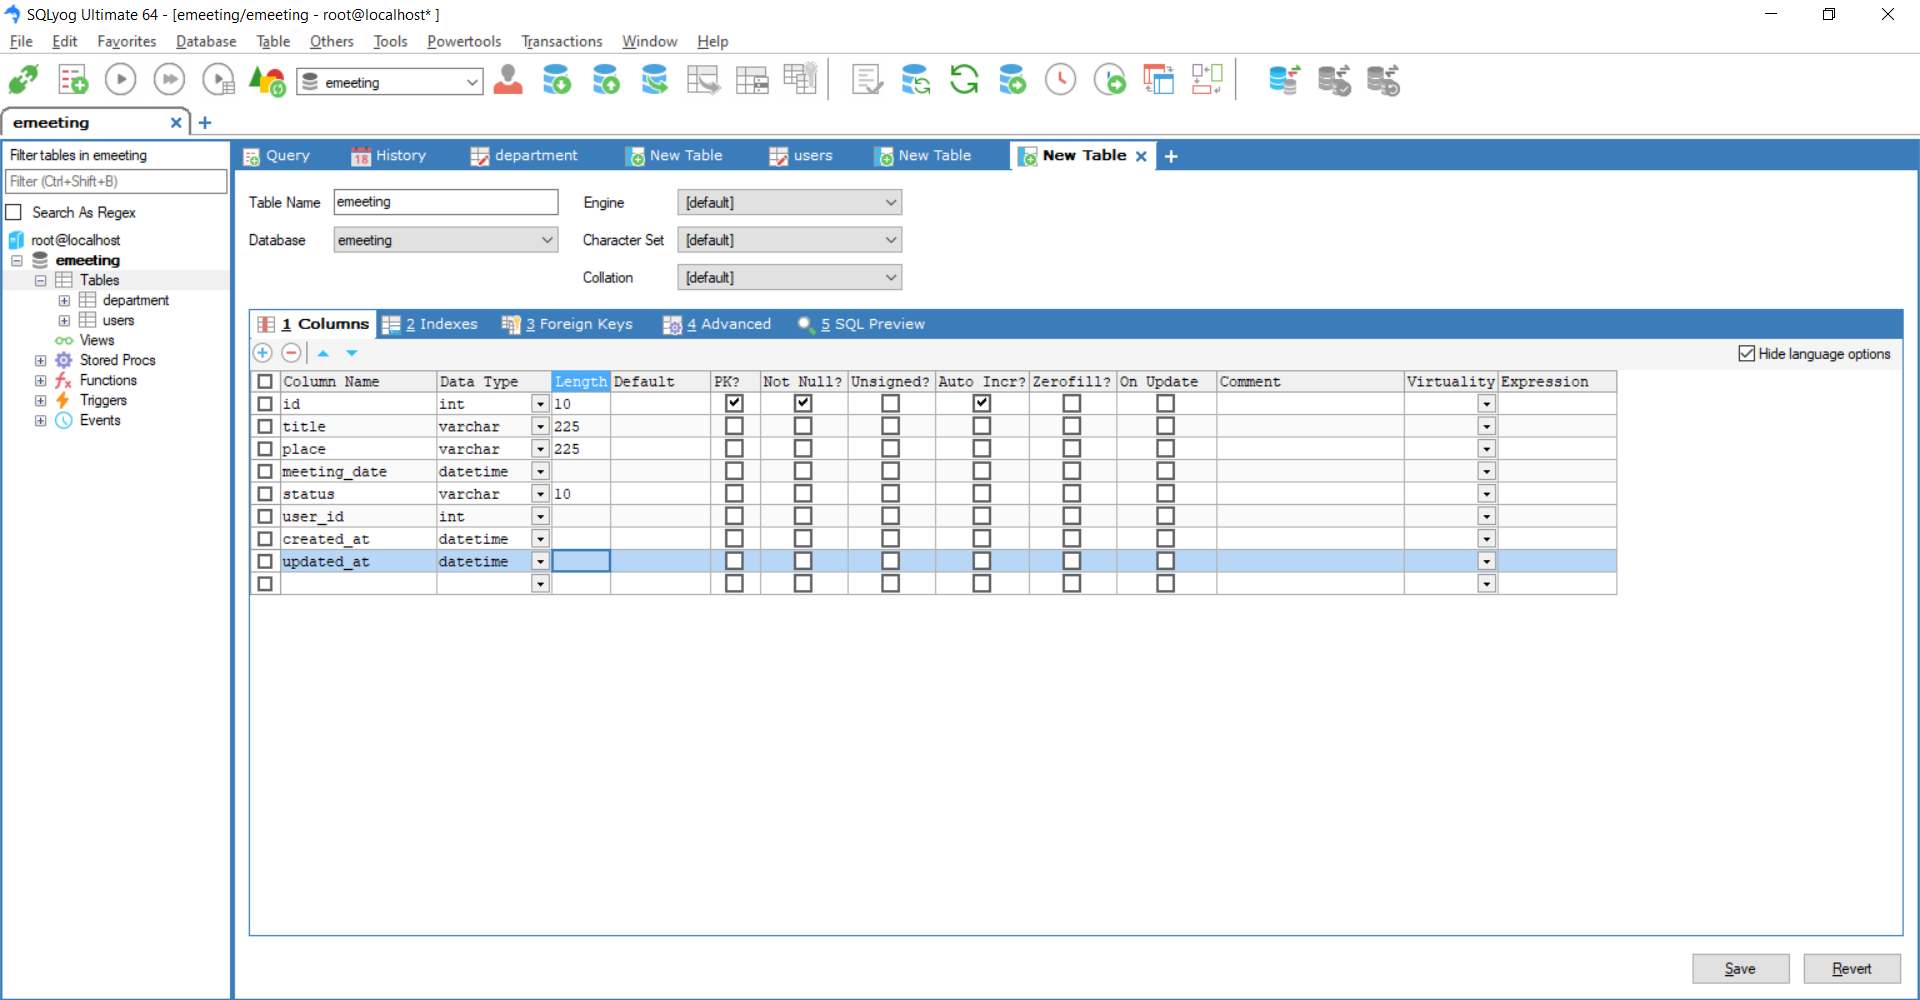 SQLyog Ultimate 64 - [emeeting/emeeting - root@localhost* ]
File Edit Favorites Database Table Others Tools Powertools Transactions Window Help
emeeting
emeeting
Filter tables in emeeting
Filter (Ctrl+Shift+B)
Search As Regex
root@localhost
emeeting
Tables
department
users
Views
Stored Procs
Functions
Triggers
Events
Query 18 History department New Table users New Table New Table
Table Name emeeting Engine [default]
Database emeeting Character Set [default]
Collation [default]
1 Columns 2 Indexes 3 Foreign Keys 4 Advanced 5 SQL Preview
Hide language options
Column Name Data Type Length Default PK? Not Null? Unsigned? Auto Incr? Zerofill? On Update Comment Virtuality Expression
id int 10
title varchar 225
place varchar 225
meeting_date datetime
status varchar 10
user_id int
created_at datetime
updated_at datetime
Save Revert